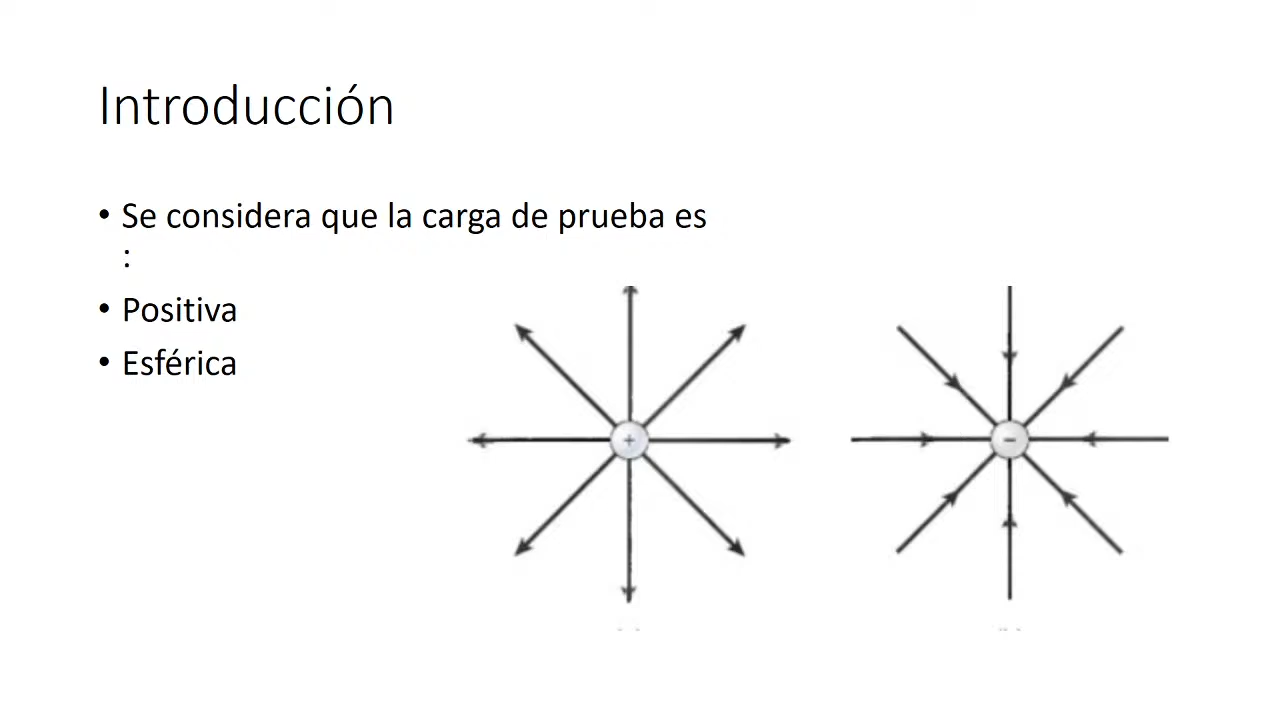 Introducción
• Se considera que la carga de prueba es
:
• Positiva
• Esférica
+
−